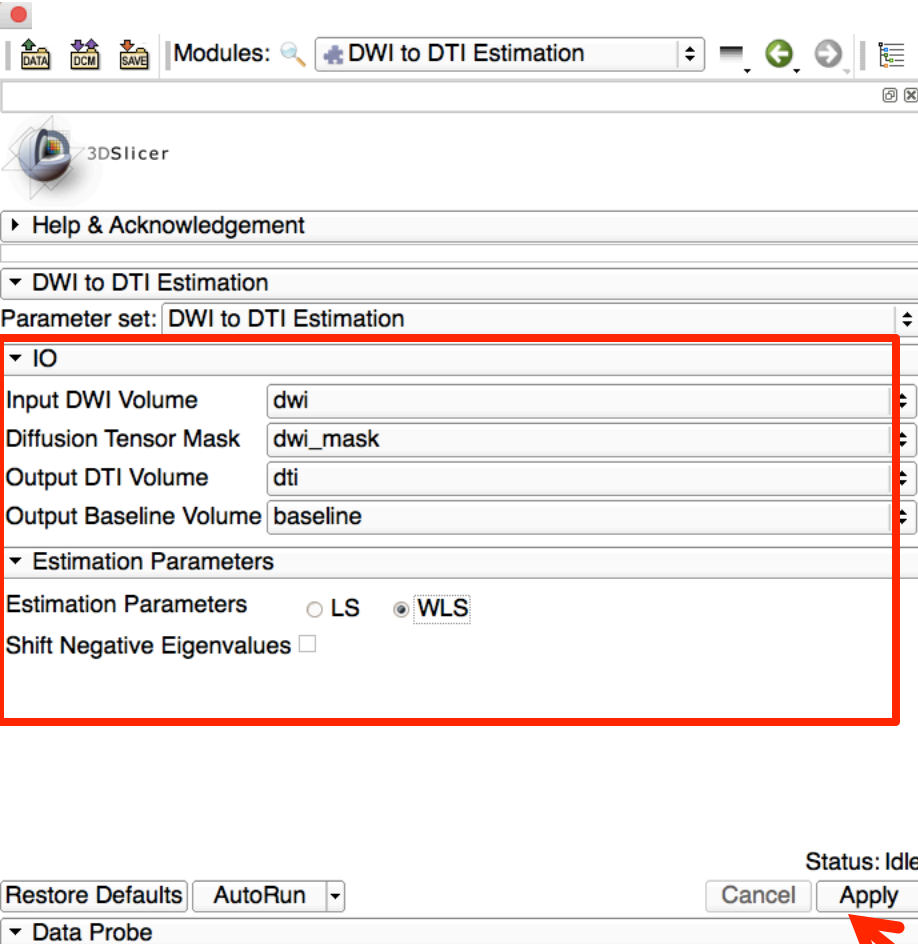 DATA DCM SAVE Modules: DWI to DTI Estimation
3DSlicer
Help & Acknowledgement
DWI to DTI Estimation
Parameter set: DWI to DTI Estimation
IO
Input DWI Volume dwi
Diffusion Tensor Mask dwi_mask
Output DTI Volume dti
Output Baseline Volume baseline
Estimation Parameters
Estimation Parameters LS WLS
Shift Negative Eigenvalues
Status: Idle
Restore Defaults AutoRun Cancel Apply
Data Probe